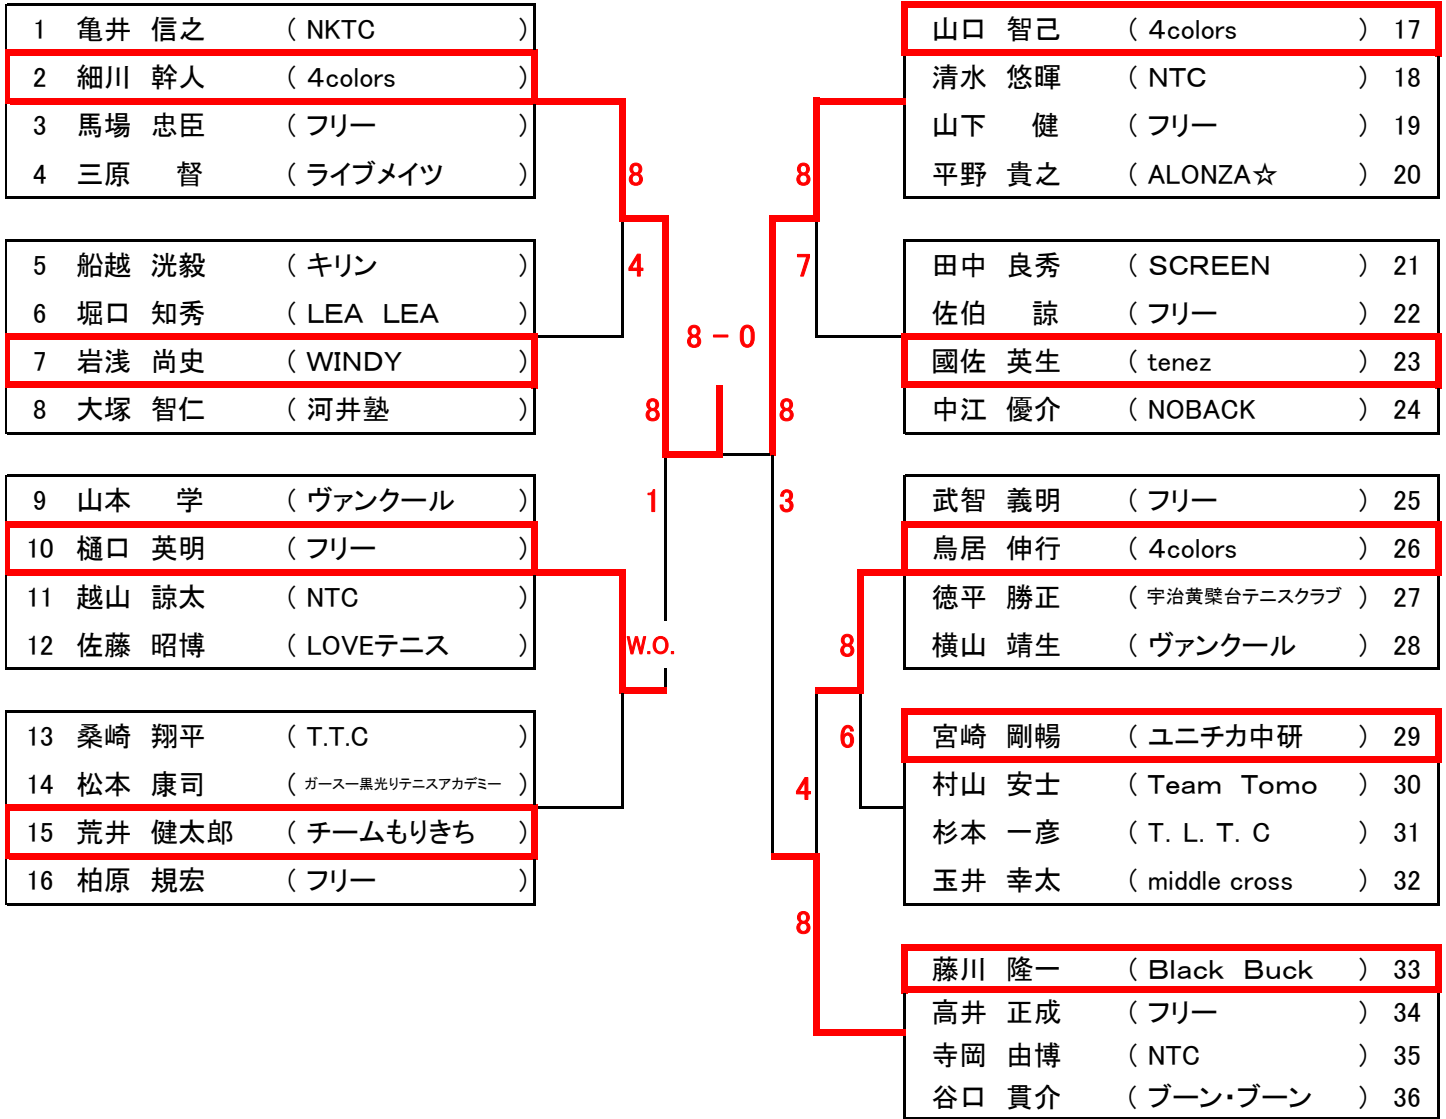 1 亀井 信之 ( NKTC )
2 細川 幹人 ( 4colors )
3 馬場 忠臣 ( フリー )
4 三原 督 ( ライブメイツ )
5 船越 洸毅 ( キリン )
6 堀口 知秀 ( LEA LEA )
7 岩浅 尚史 ( WINDY )
8 大塚 智仁 ( 河井塾 )
9 山本 学 ( ヴァンクール )
10 樋口 英明 ( フリー )
11 越山 諒太 ( NTC )
12 佐藤 昭博 ( LOVEテニス )
13 桑崎 翔平 ( T.T.C )
14 松本 康司 ( ガースー黒光りテニスアカデミー )
15 荒井 健太郎 ( チームもりきち )
16 柏原 規宏 ( フリー )
8
4
8
1
W.O.
8 - 0
8
7
8
3
8
6
4
8
山口 智己 ( 4colors ) 17
清水 悠暉 ( NTC ) 18
山下 健 ( フリー ) 19
平野 貴之 ( ALONZA☆ ) 20
田中 良秀 ( SCREEN ) 21
佐伯 諒 ( フリー ) 22
國佐 英生 ( tenez ) 23
中江 優介 ( NOBACK ) 24
武智 義明 ( フリー ) 25
鳥居 伸行 ( 4colors ) 26
徳平 勝正 ( 宇治黄檗台テニスクラブ ) 27
横山 靖生 ( ヴァンクール ) 28
宮崎 剛暢 ( ユニチカ中研 ) 29
村山 安士 ( Team Tomo ) 30
杉本 一彦 ( T. L. T. C ) 31
玉井 幸太 ( middle cross ) 32
藤川 隆一 ( Black Buck ) 33
高井 正成 ( フリー ) 34
寺岡 由博 ( NTC ) 35
谷口 貫介 ( ブーン・ブーン ) 36